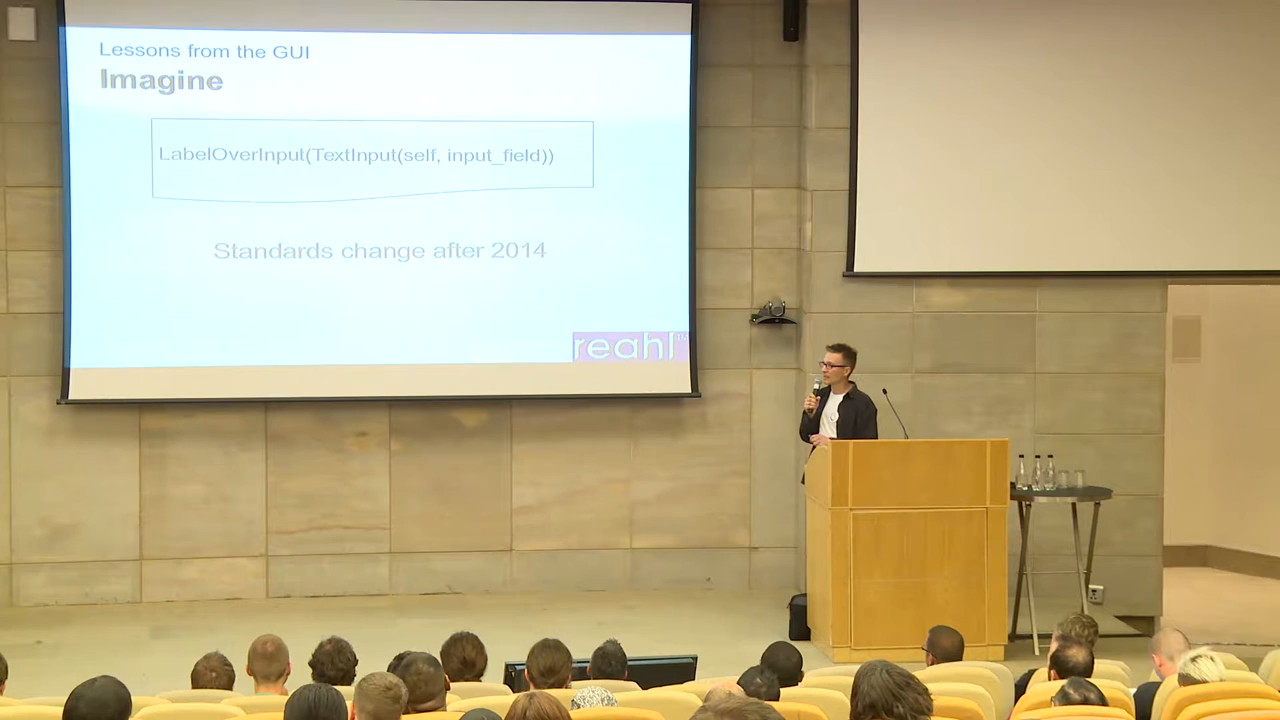 Lessons from the GUI
Imagine
LabelOverInput(TextInput(self, input_field))
Standards change after 2014
reahl